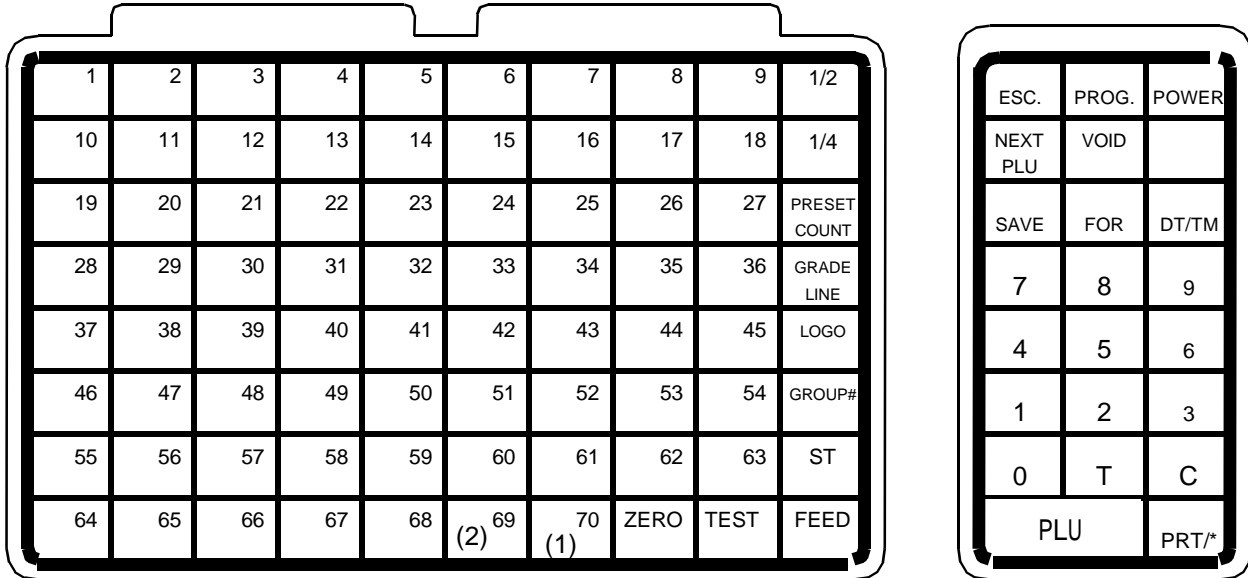 1 2 3 4 5 6 7 8 9 1/2
10 11 12 13 14 15 16 17 18 1/4
19 20 21 22 23 24 25 26 27 PRESET
COUNT
28 29 30 31 32 33 34 35 36 GRADE
LINE
37 38 39 40 41 42 43 44 45 LOGO
46 47 48 49 50 51 52 53 54 GROUP#
55 56 57 58 59 60 61 62 63 ST
64 65 66 67 68 (2) 69 (1) 70 ZERO TEST FEED
ESC. PROG. POWER
NEXT VOID
PLU
SAVE FOR DT/TM
7 8 9
4 5 6
1 2 3
0 T C
PLU PRT/*